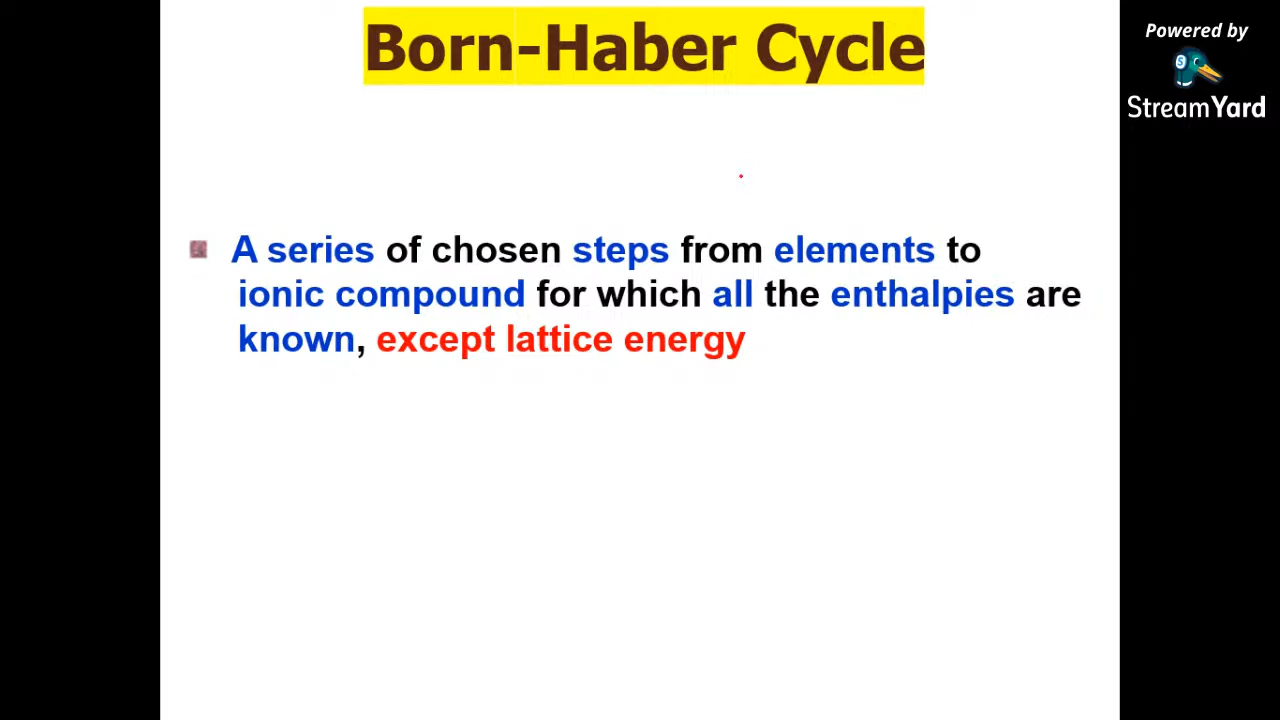 Born-Haber Cycle
Powered by
StreamYard
A series of chosen steps from elements to
ionic compound for which all the enthalpies are
known, except lattice energy